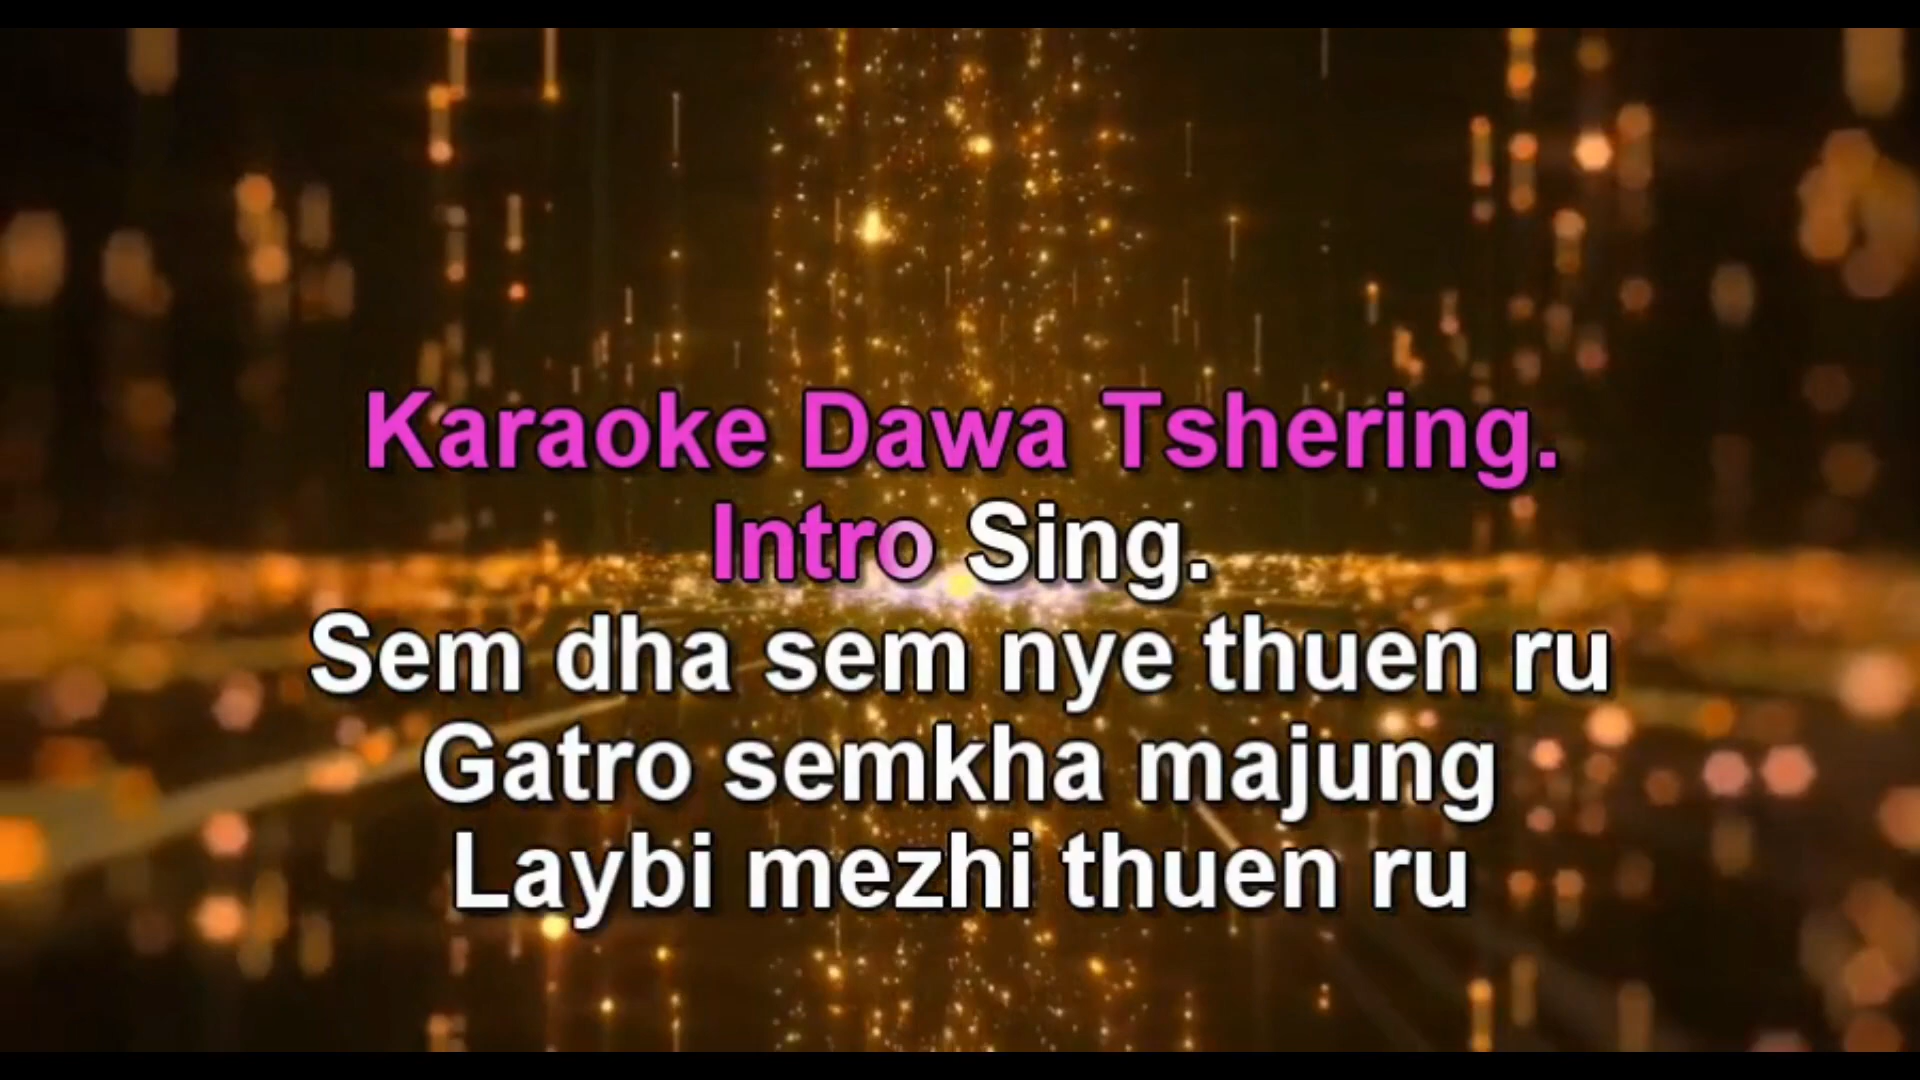 Karaoke Dawa Tshering.
Intro Sing.
Sem dha sem nye thuen ru
Gatro semkha majung
Laybi mezhi thuen ru